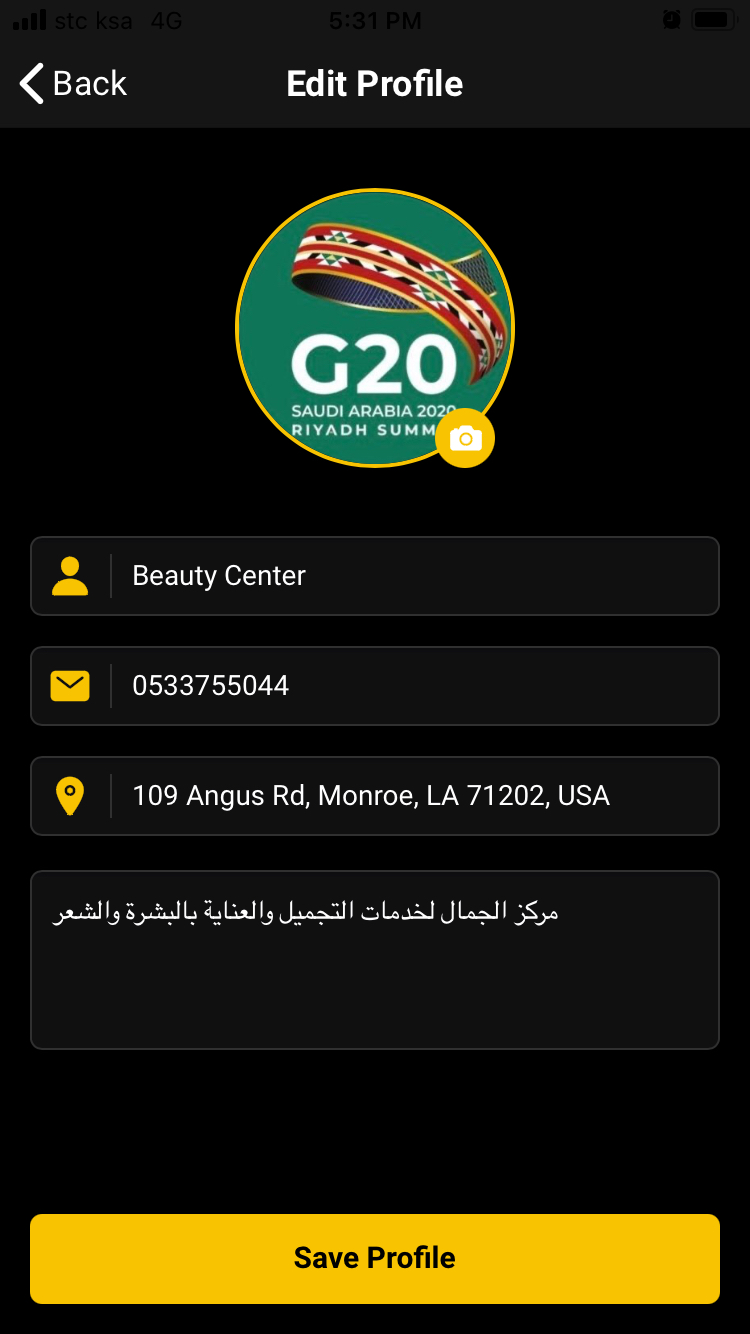 stc ksa 4G 5:31 PM
Back Edit Profile
G20
SAUDI ARABIA 2020
RIYADH SUMM
Beauty Center
0533755044
109 Angus Rd, Monroe, LA 71202, USA
مركز الجمال لخدمات التجميل والعناية بالبشرة والشعر
Save Profile